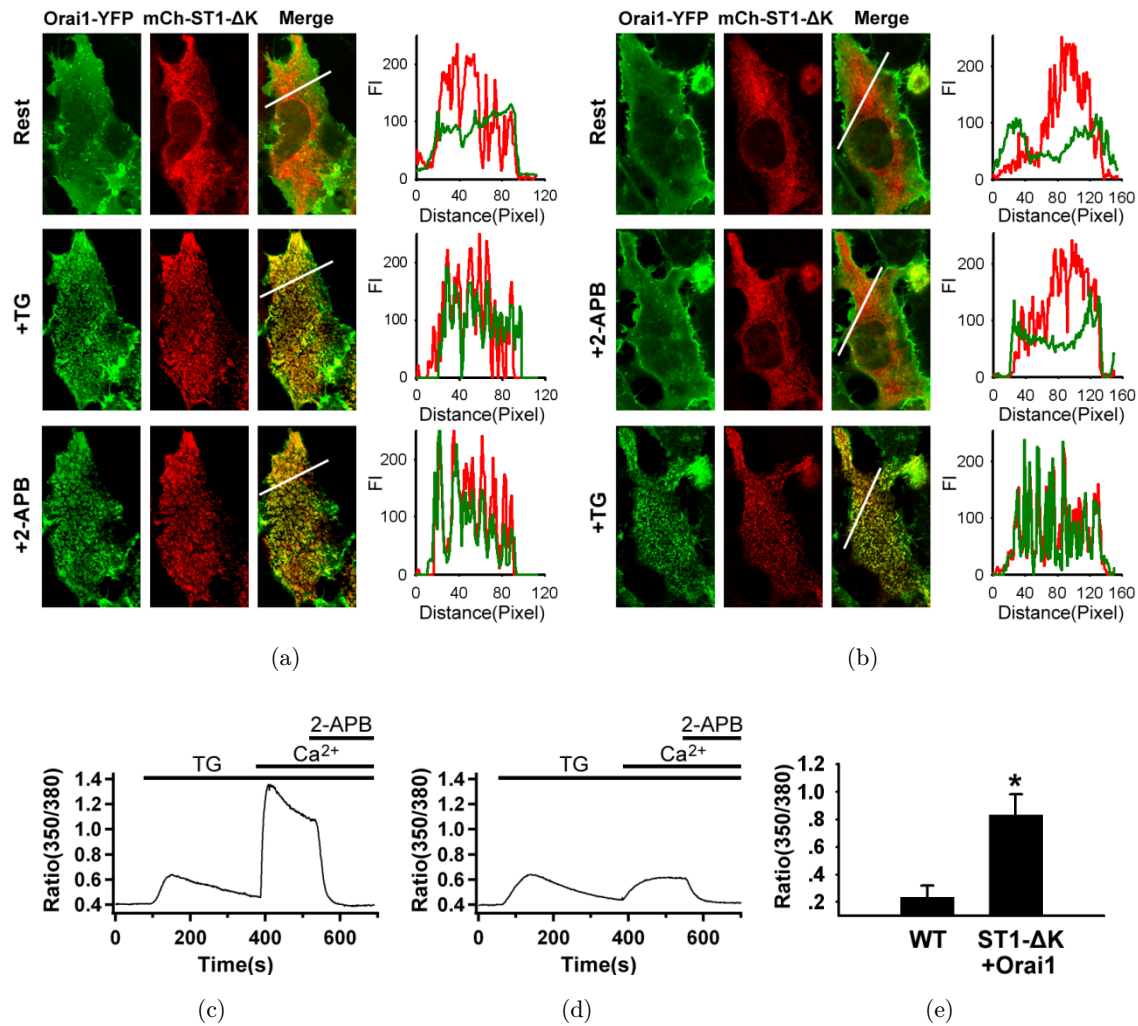 Orai1-YFP mCh-ST1-ΔK Merge
Rest
FI
200
100
0
0 40 80 120
Distance(Pixel)
+TG
FI
200
100
0
0 40 80 120
Distance(Pixel)
+2-APB
FI
200
100
0
0 40 80 120
Distance(Pixel)
(a)
Orai1-YFP mCh-ST1-ΔK Merge
Rest
FI
200
100
0
0 40 80 120 160
Distance(Pixel)
+2-APB
FI
200
100
0
0 40 80 120 160
Distance(Pixel)
+TG
FI
200
100
0
0 40 80 120 160
Distance(Pixel)
(b)
2-APB
Ca²⁺
TG
Ratio(350/380)
1.4
1.2
1.0
0.8
0.6
0.4
0 200 400 600
Time(s)
(c)
2-APB
Ca²⁺
TG
Ratio(350/380)
1.4
1.2
1.0
0.8
0.6
0.4
0 200 400 600
Time(s)
(d)
Ratio(350/380)
1.2
1.0
.8
.6
.4
.2
*
WT ST1-ΔK
+Orai1
(e)